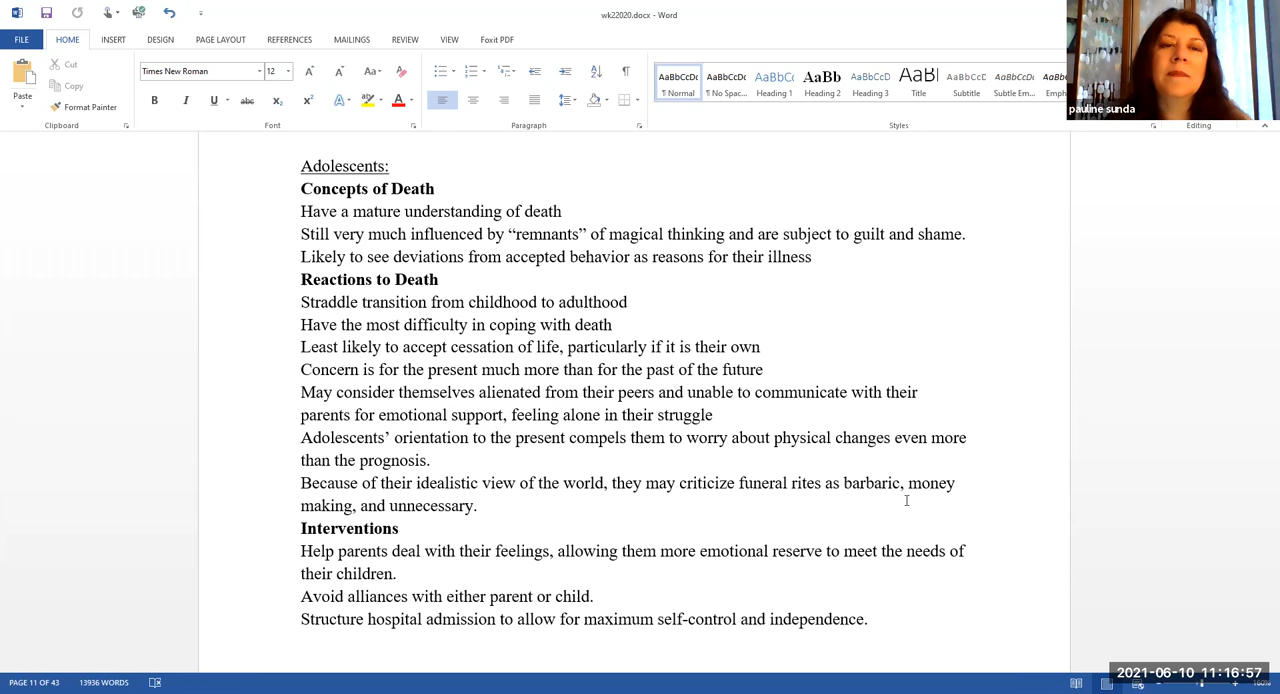 wk22020.docx - Word
FILE HOME INSERT DESIGN PAGE LAYOUT REFERENCES MAILINGS REVIEW VIEW Foxit PDF
Paste
Cut
Copy
Format Painter
Clipboard
Times New Roman 12
Font
Paragraph
AaBbCcDc AaBbCcDc AaBbCc AaBbC AaBbCcD AaBl AaBbCcD AaBbCcDc AaBb
¶ Normal ¶ No Spac... Heading 1 Heading 2 Heading 3 Title Subtitle Subtle Em... Emph
Styles
Editing
pauline sunda
Adolescents:
Concepts of Death
Have a mature understanding of death
Still very much influenced by “remnants” of magical thinking and are subject to guilt and shame.
Likely to see deviations from accepted behavior as reasons for their illness
Reactions to Death
Straddle transition from childhood to adulthood
Have the most difficulty in coping with death
Least likely to accept cessation of life, particularly if it is their own
Concern is for the present much more than for the past of the future
May consider themselves alienated from their peers and unable to communicate with their
parents for emotional support, feeling alone in their struggle
Adolescents’ orientation to the present compels them to worry about physical changes even more
than the prognosis.
Because of their idealistic view of the world, they may criticize funeral rites as barbaric, money
making, and unnecessary.
Interventions
Help parents deal with their feelings, allowing them more emotional reserve to meet the needs of
their children.
Avoid alliances with either parent or child.
Structure hospital admission to allow for maximum self-control and independence.
PAGE 11 OF 43 13936 WORDS
2021-06-10 11:16:57